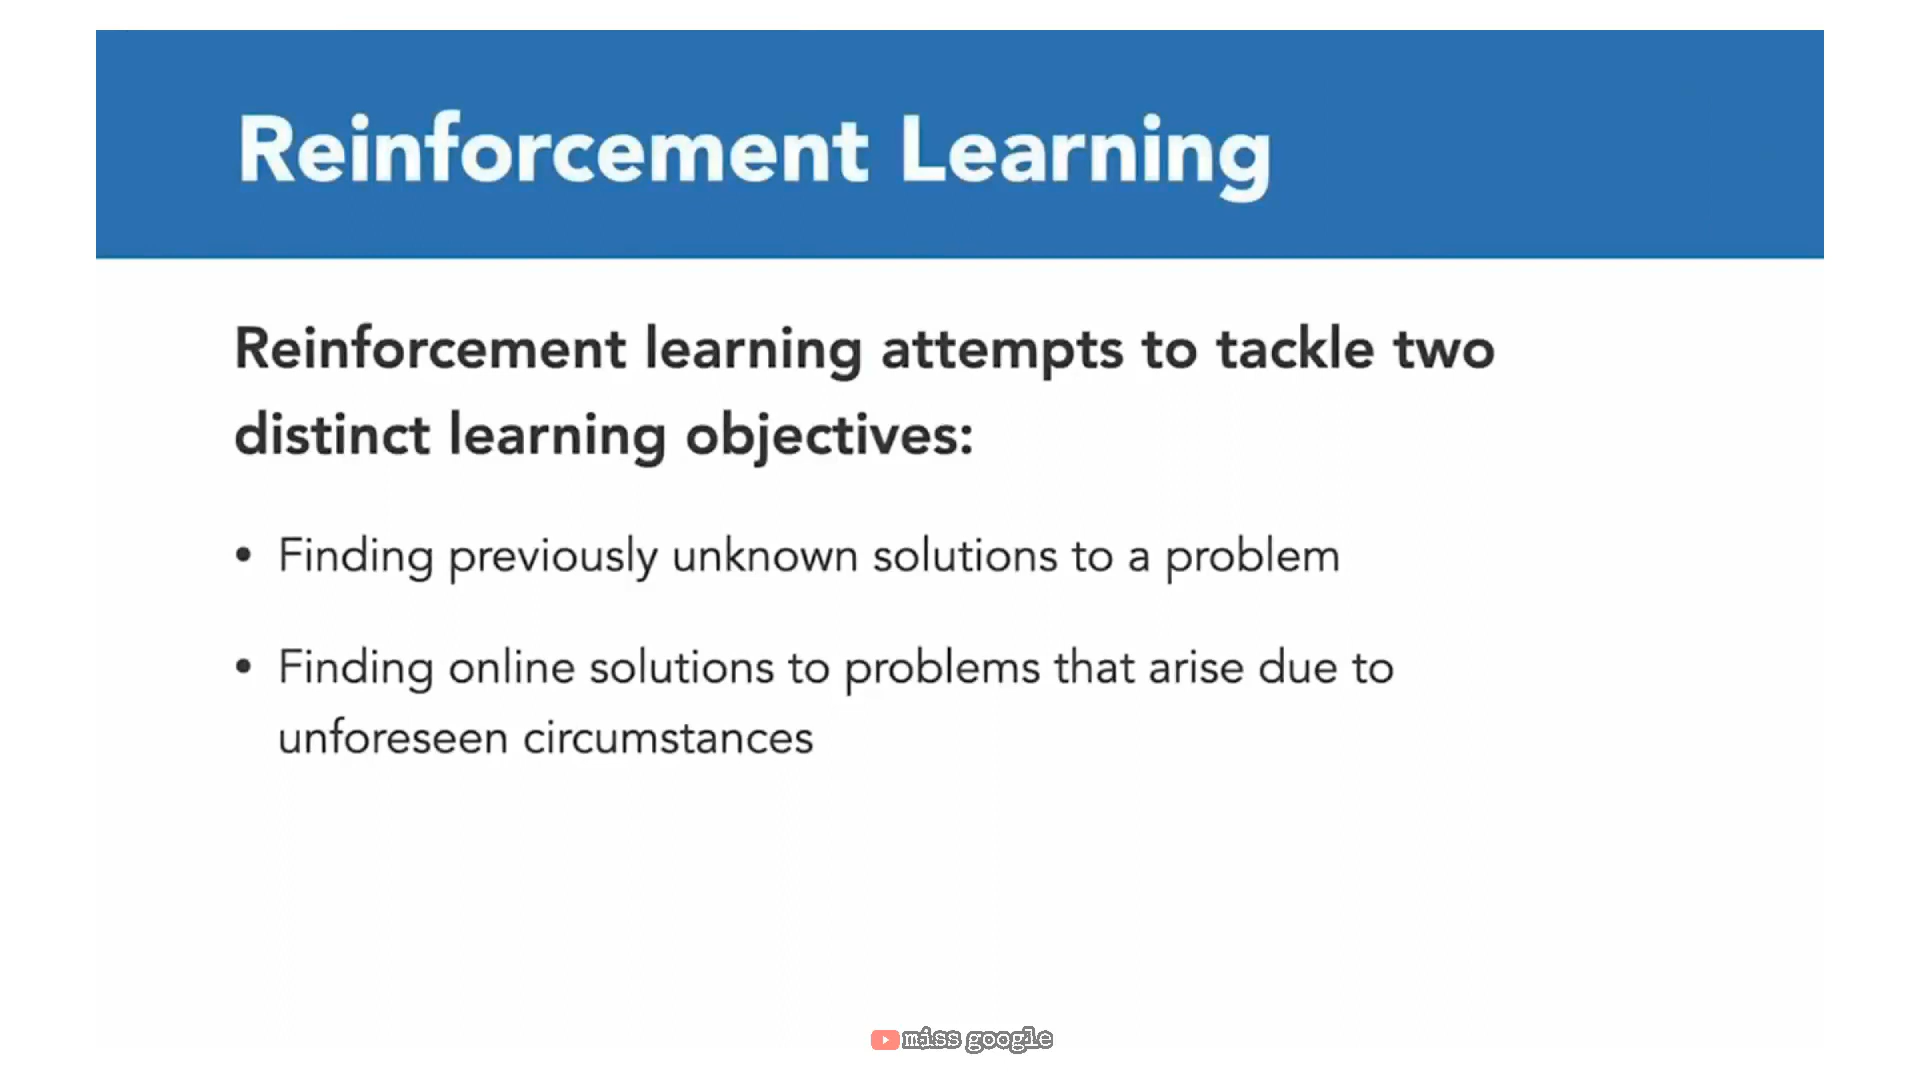 Reinforcement Learning
Reinforcement learning attempts to tackle two
distinct learning objectives:
• Finding previously unknown solutions to a problem
• Finding online solutions to problems that arise due to
unforeseen circumstances
miss google